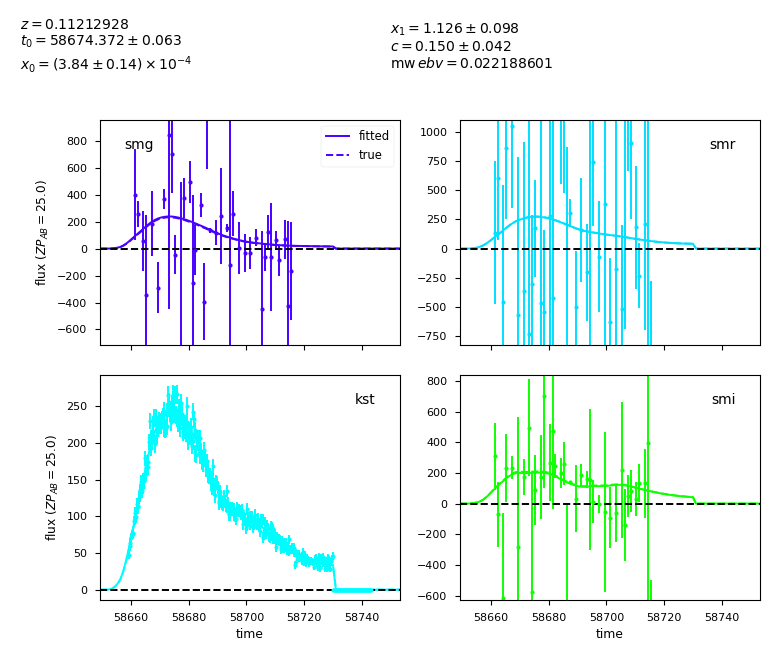 z = 0.11212928
t₀ = 58674.372 ± 0.063
x₀ = (3.84 ± 0.14) × 10⁻⁴
x₁ = 1.126 ± 0.098
c = 0.150 ± 0.042
mw ebv = 0.022188601
smg
fitted
true
800
600
400
200
0
−200
−400
−600
flux (ZP_AB = 25.0)
smr
1000
750
500
250
0
−250
−500
−750
kst
250
200
150
100
50
0
flux (ZP_AB = 25.0)
58660 58680 58700 58720 58740
time
smi
800
600
400
200
0
−200
−400
−600
58660 58680 58700 58720 58740
time